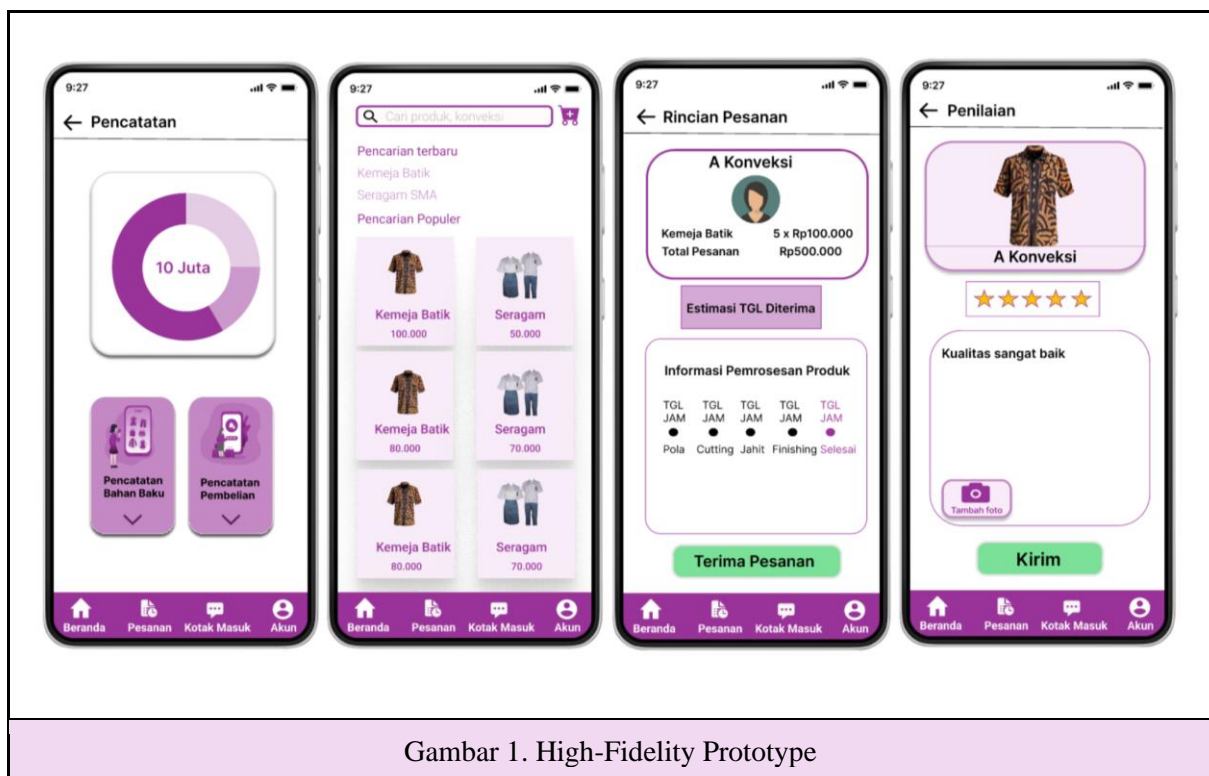 9:27
← Pencatatan
10 Juta
Pencatatan
Bahan Baku
Pencatatan
Pembelian
Beranda Pesanan Kotak Masuk Akun
9:27
Cari produk, konveksi
Pencarian terbaru
Kemeja Batik
Seragam SMA
Pencarian Populer
Kemeja Batik Seragam
100.000 50.000
Kemeja Batik Seragam
80.000 70.000
Kemeja Batik Seragam
80.000 70.000
Beranda Pesanan Kotak Masuk Akun
9:27
← Rincian Pesanan
A Konveksi
Kemeja Batik 5 x Rp100.000
Total Pesanan Rp500.000
Estimasi TGL Diterima
Informasi Pemrosesan Produk
TGL TGL TGL TGL TGL
JAM JAM JAM JAM JAM
Pola Cutting Jahit Finishing Selesai
Terima Pesanan
Beranda Pesanan Kotak Masuk Akun
9:27
← Penilaian
A Konveksi
Kualitas sangat baik
Tambah foto
Kirim
Beranda Pesanan Kotak Masuk Akun
Gambar 1. High-Fidelity Prototype